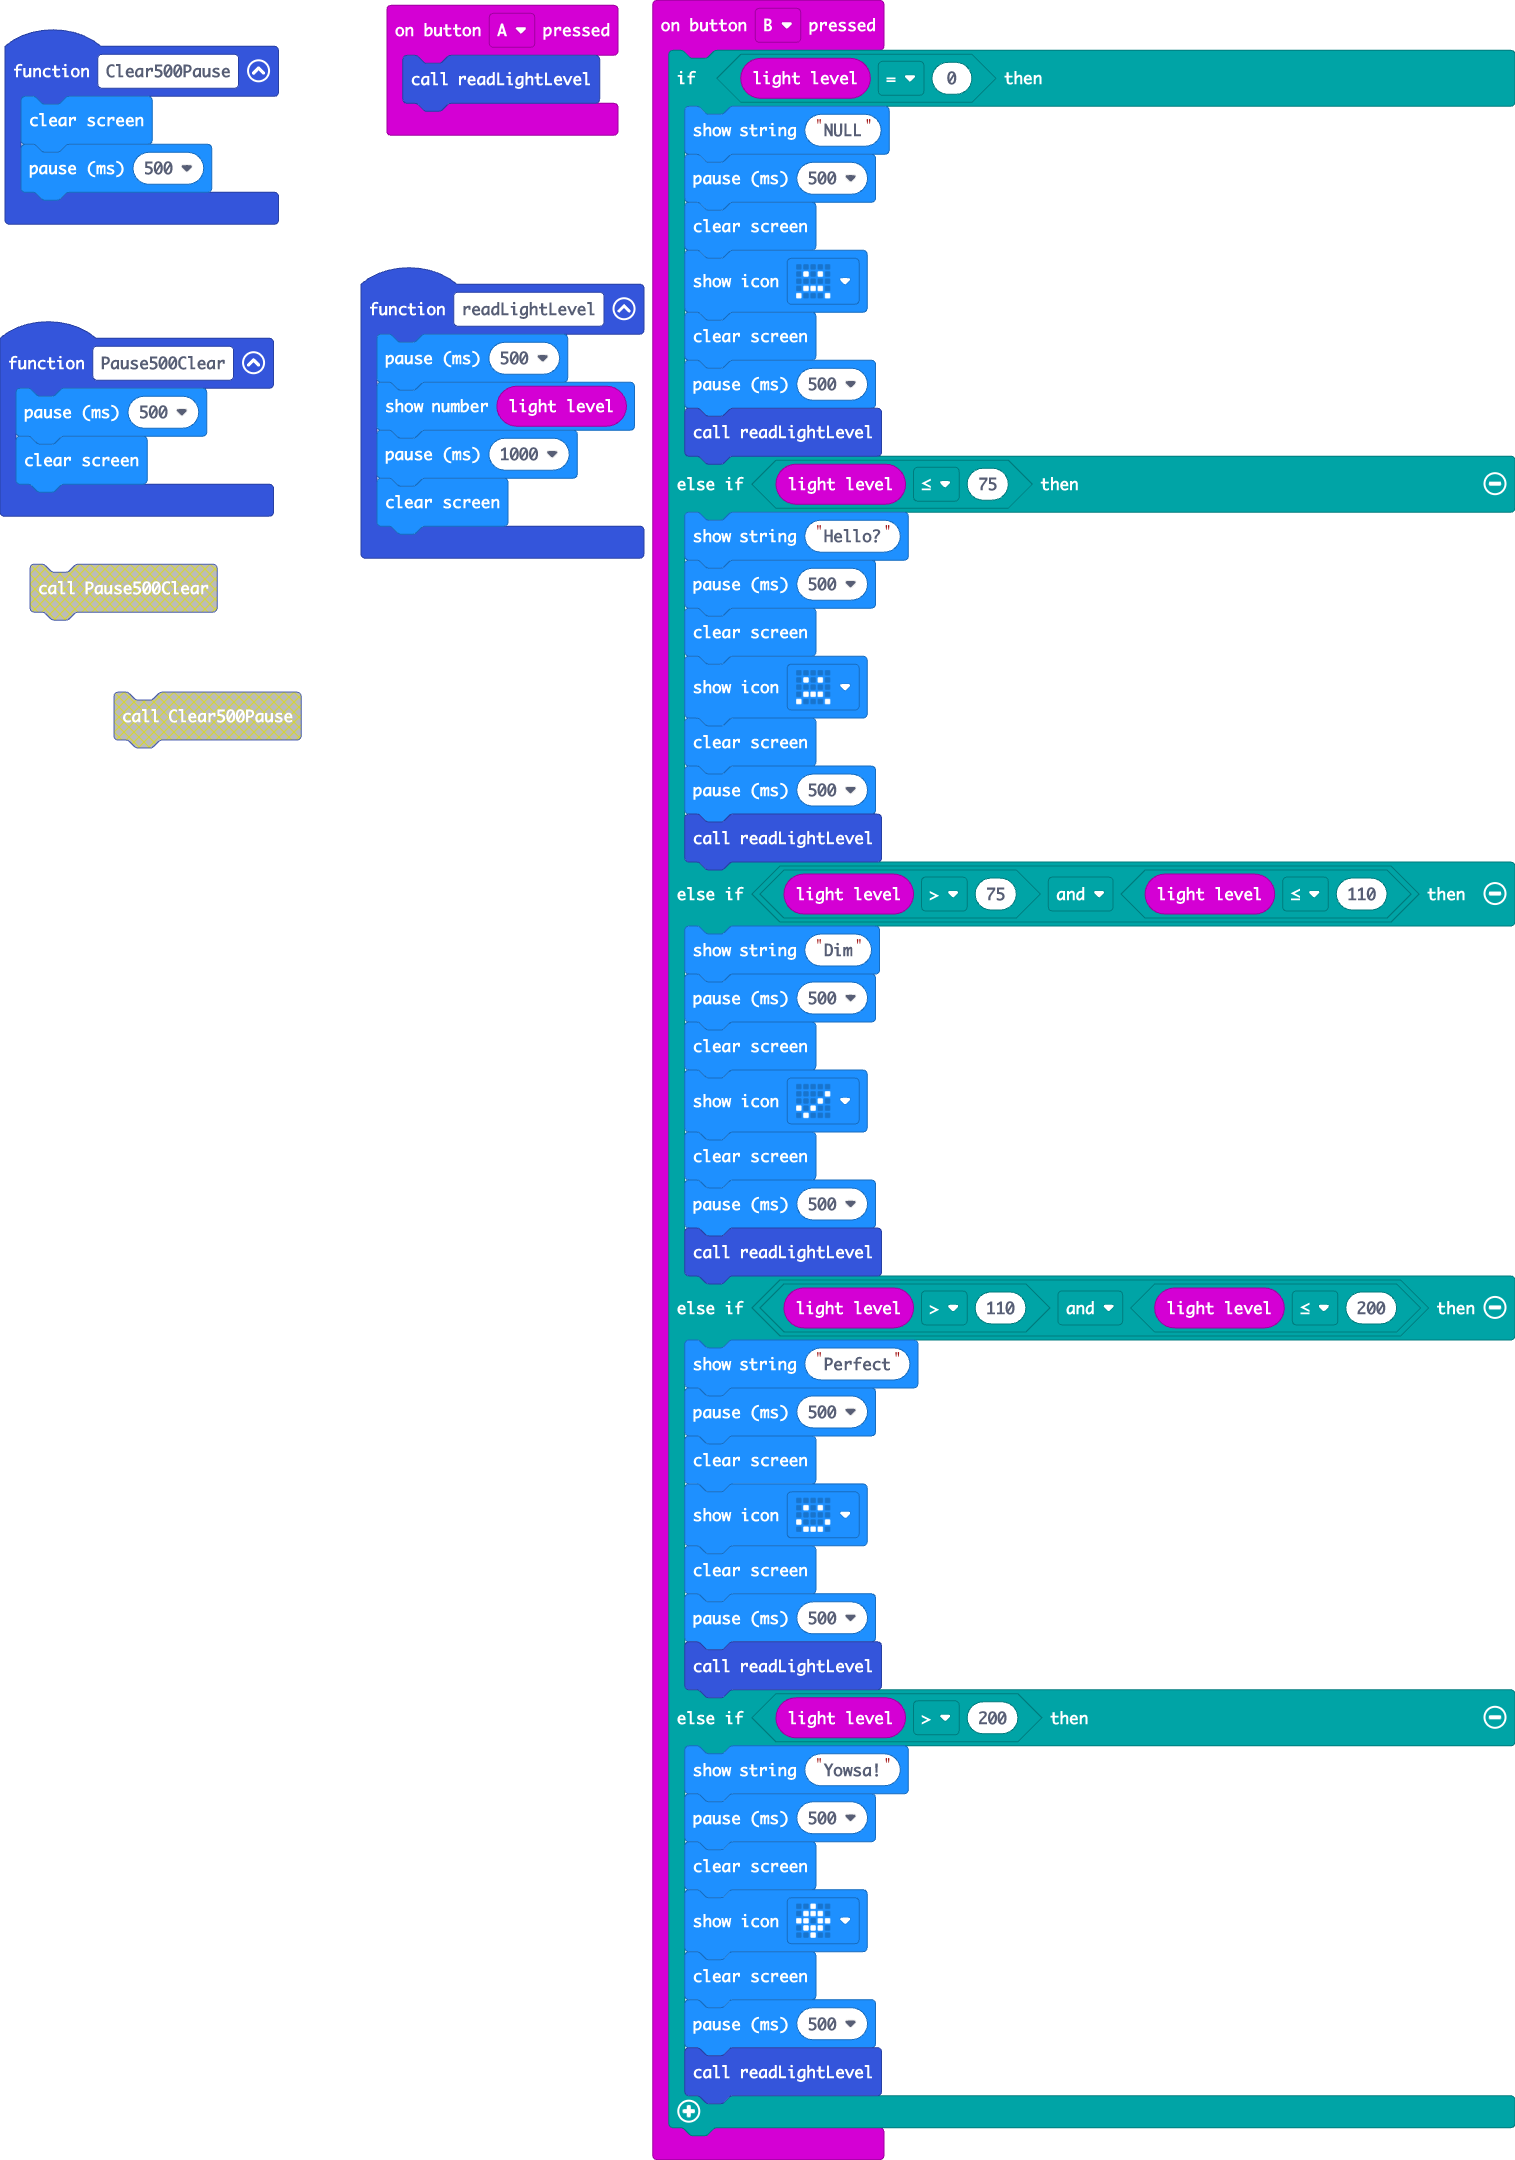 function Clear500Pause
clear screen
pause (ms) 500
function Pause500Clear
pause (ms) 500
clear screen
call Pause500Clear
call Clear500Pause
on button A pressed
call readLightLevel
function readLightLevel
pause (ms) 500
show number light level
pause (ms) 1000
clear screen
on button B pressed
if light level = 0 then
show string "NULL"
pause (ms) 500
clear screen
show icon
clear screen
pause (ms) 500
call readLightLevel
else if light level ≤ 75 then
show string "Hello?"
pause (ms) 500
clear screen
show icon
clear screen
pause (ms) 500
call readLightLevel
else if light level > 75 and light level ≤ 110 then
show string "Dim"
pause (ms) 500
clear screen
show icon
clear screen
pause (ms) 500
call readLightLevel
else if light level > 110 and light level ≤ 200 then
show string "Perfect"
pause (ms) 500
clear screen
show icon
clear screen
pause (ms) 500
call readLightLevel
else if light level > 200 then
show string "Yowsa!"
pause (ms) 500
clear screen
show icon
clear screen
pause (ms) 500
call readLightLevel